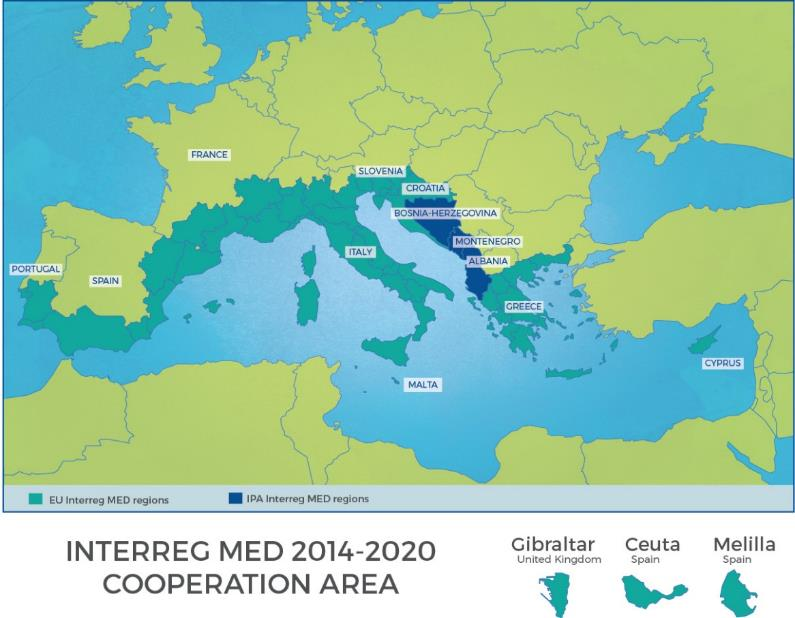 FRANCE
SLOVENIA
CROATIA
BOSNIA-HERZEGOVINA
MONTENEGRO
ITALY
ALBANIA
PORTUGAL
SPAIN
GREECE
CYPRUS
MALTA
EU Interreg MED regions
IPA Interreg MED regions
INTERREG MED 2014-2020
COOPERATION AREA
Gibraltar
United Kingdom
Ceuta
Spain
Melilla
Spain